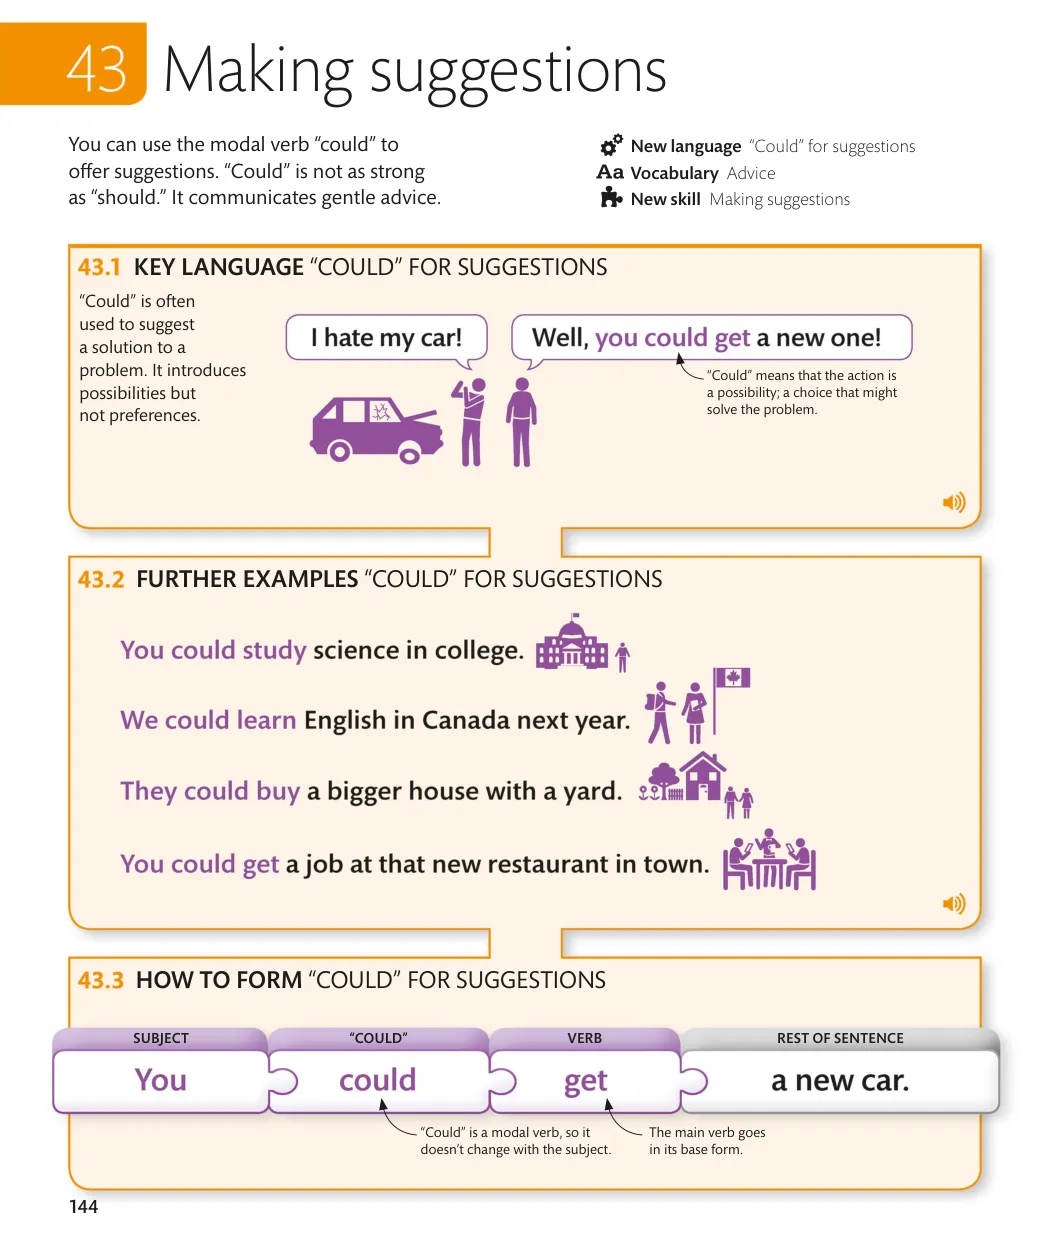 43 Making suggestions
You can use the modal verb “could” to
offer suggestions. “Could” is not as strong
as “should.” It communicates gentle advice.
New language “Could” for suggestions
Aa Vocabulary Advice
New skill Making suggestions
43.1 KEY LANGUAGE “COULD” FOR SUGGESTIONS
“Could” is often
used to suggest
a solution to a
problem. It introduces
possibilities but
not preferences.
I hate my car!
Well, you could get a new one!
“Could” means that the action is
a possibility; a choice that might
solve the problem.
43.2 FURTHER EXAMPLES “COULD” FOR SUGGESTIONS
You could study science in college.
We could learn English in Canada next year.
They could buy a bigger house with a yard.
You could get a job at that new restaurant in town.
43.3 HOW TO FORM “COULD” FOR SUGGESTIONS
SUBJECT “COULD” VERB REST OF SENTENCE
You could get a new car.
“Could” is a modal verb, so it
doesn’t change with the subject.
The main verb goes
in its base form.
144